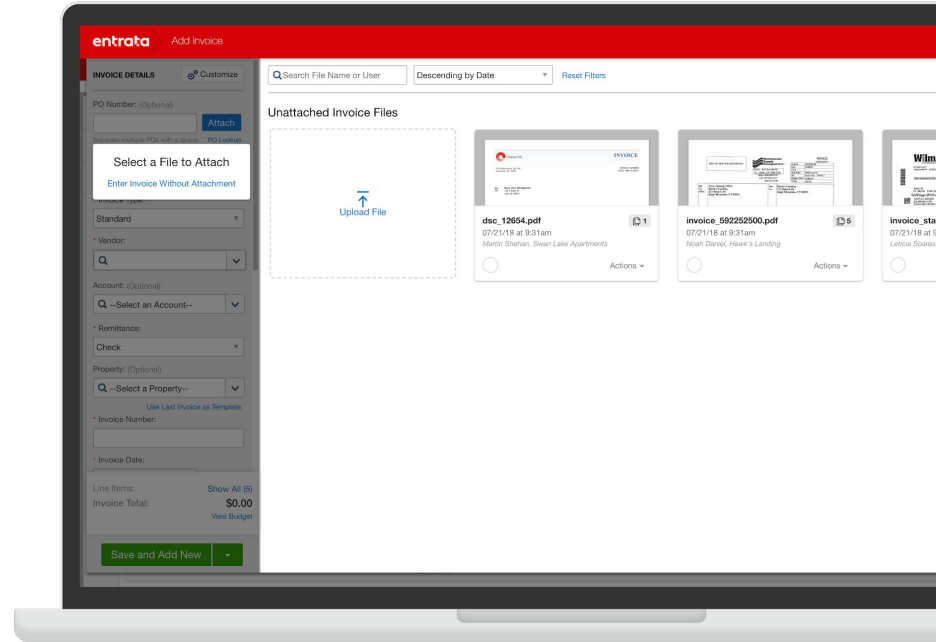 entrata
Add Invoice
INVOICE DETAILS
Customize
PO Number: (Optional)
Attach
Separate multiple POs with a space. PO Lookup
Select a File to Attach
Enter Invoice Without Attachment
* Invoice Type:
Standard
* Vendor:
Account: (Optional)
--Select an Account--
* Remittance:
Check
Property: (Optional)
--Select a Property--
Use Last Invoice as Template
* Invoice Number:
* Invoice Date:
Line Items: Show All (5)
Invoice Total: $0.00
View Budget
Save and Add New
Search File Name or User
Descending by Date
Reset Filters
Unattached Invoice Files
Upload File
INVOICE
dsc_12654.pdf 1
07/21/18 at 9:31am
Martin Shehan, Swan Lake Apartments
Actions
INVOICE
invoice_592252500.pdf 5
07/21/18 at 9:31am
Noah Daniel, Hawk's Landing
Actions
Wilm
invoice_sta
07/21/18 at 9
Leticia Soares,